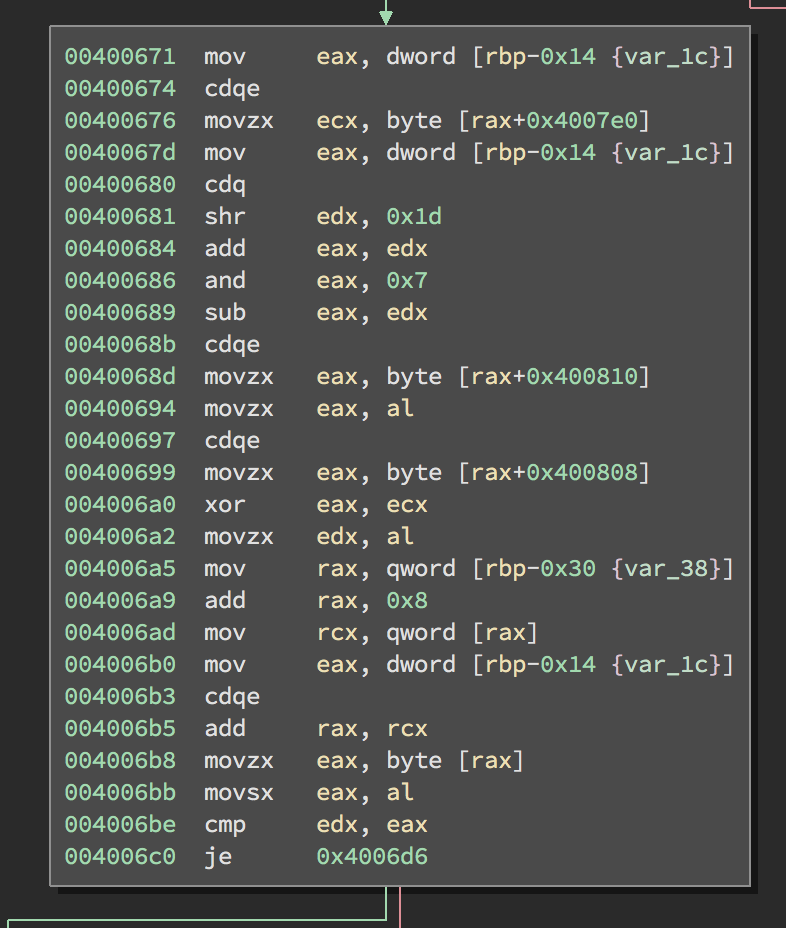 00400671 mov eax, dword [rbp-0x14 {var_1c}]
00400674 cdqe
00400676 movzx ecx, byte [rax+0x4007e0]
0040067d mov eax, dword [rbp-0x14 {var_1c}]
00400680 cdq
00400681 shr edx, 0x1d
00400684 add eax, edx
00400686 and eax, 0x7
00400689 sub eax, edx
0040068b cdqe
0040068d movzx eax, byte [rax+0x400810]
00400694 movzx eax, al
00400697 cdqe
00400699 movzx eax, byte [rax+0x400808]
004006a0 xor eax, ecx
004006a2 movzx edx, al
004006a5 mov rax, qword [rbp-0x30 {var_38}]
004006a9 add rax, 0x8
004006ad mov rcx, qword [rax]
004006b0 mov eax, dword [rbp-0x14 {var_1c}]
004006b3 cdqe
004006b5 add rax, rcx
004006b8 movzx eax, byte [rax]
004006bb movsx eax, al
004006be cmp edx, eax
004006c0 je 0x4006d6